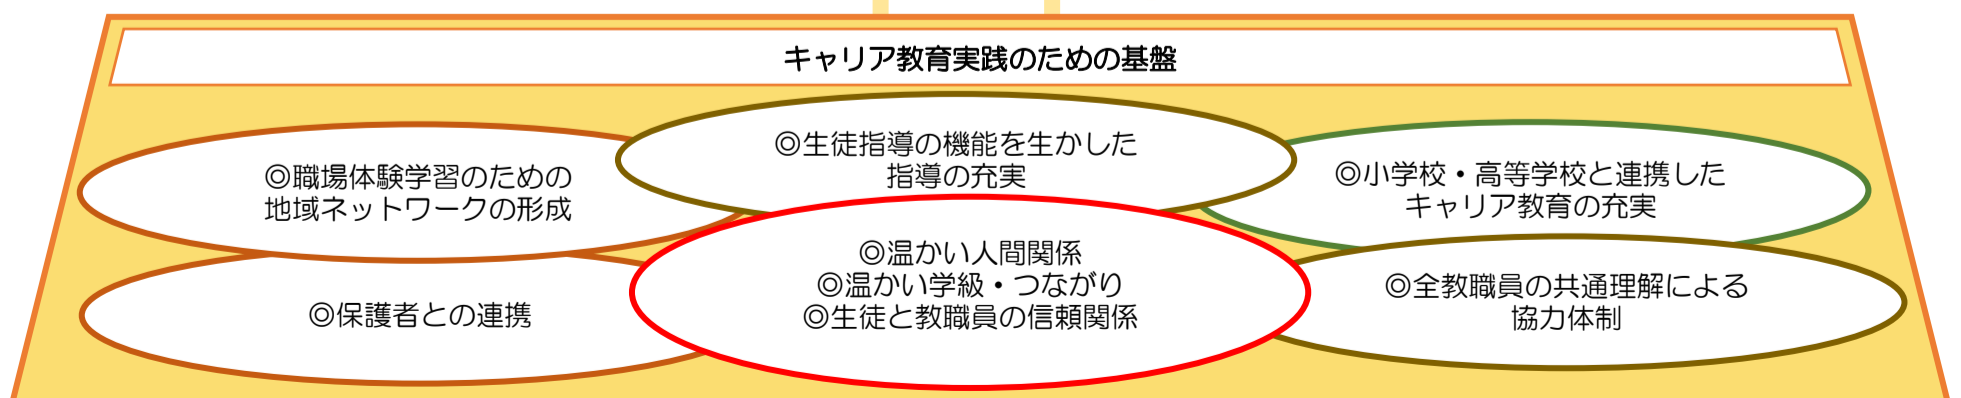 キャリア教育実践のための基盤
◎職場体験学習のための
地域ネットワークの形成
◎生徒指導の機能を生かした
指導の充実
◎小学校・高等学校と連携した
キャリア教育の充実
◎保護者との連携
◎温かい人間関係
◎温かい学級・つながり
◎生徒と教職員の信頼関係
◎全教職員の共通理解による
協力体制